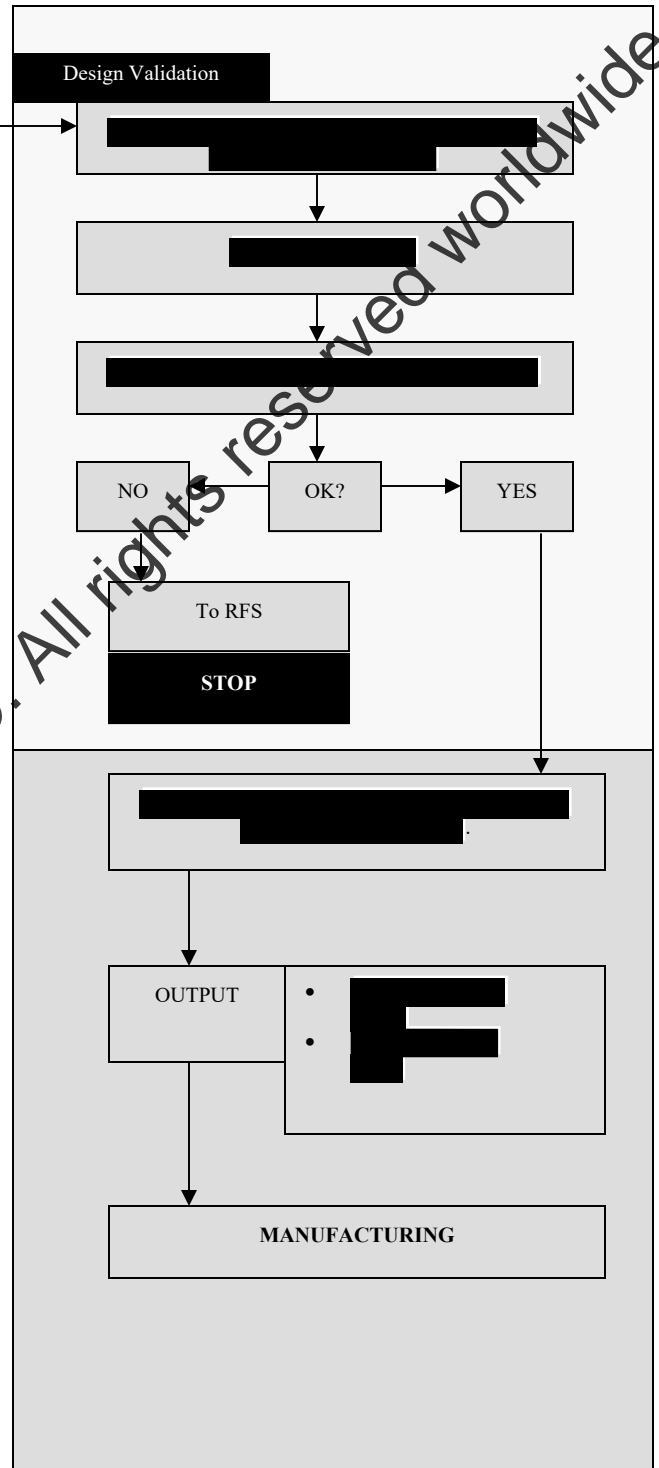 Design Validation
NO
OK?
YES
To RFS
STOP
.
OUTPUT
•
•
MANUFACTURING
. All rights reserved worldwide